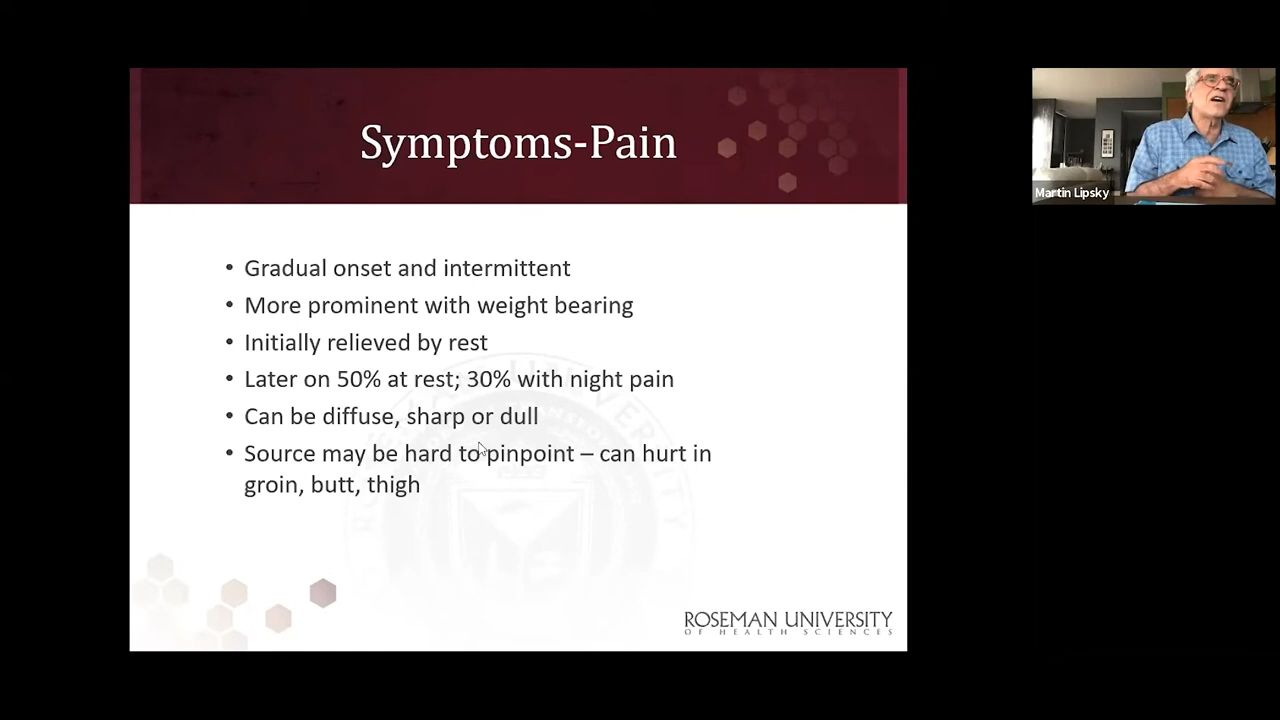 Symptoms-Pain
• Gradual onset and intermittent
• More prominent with weight bearing
• Initially relieved by rest
• Later on 50% at rest; 30% with night pain
• Can be diffuse, sharp or dull
• Source may be hard to pinpoint – can hurt in
groin, butt, thigh
ROSEMAN UNIVERSITY
OF HEALTH SCIENCES
Martin Lipsky